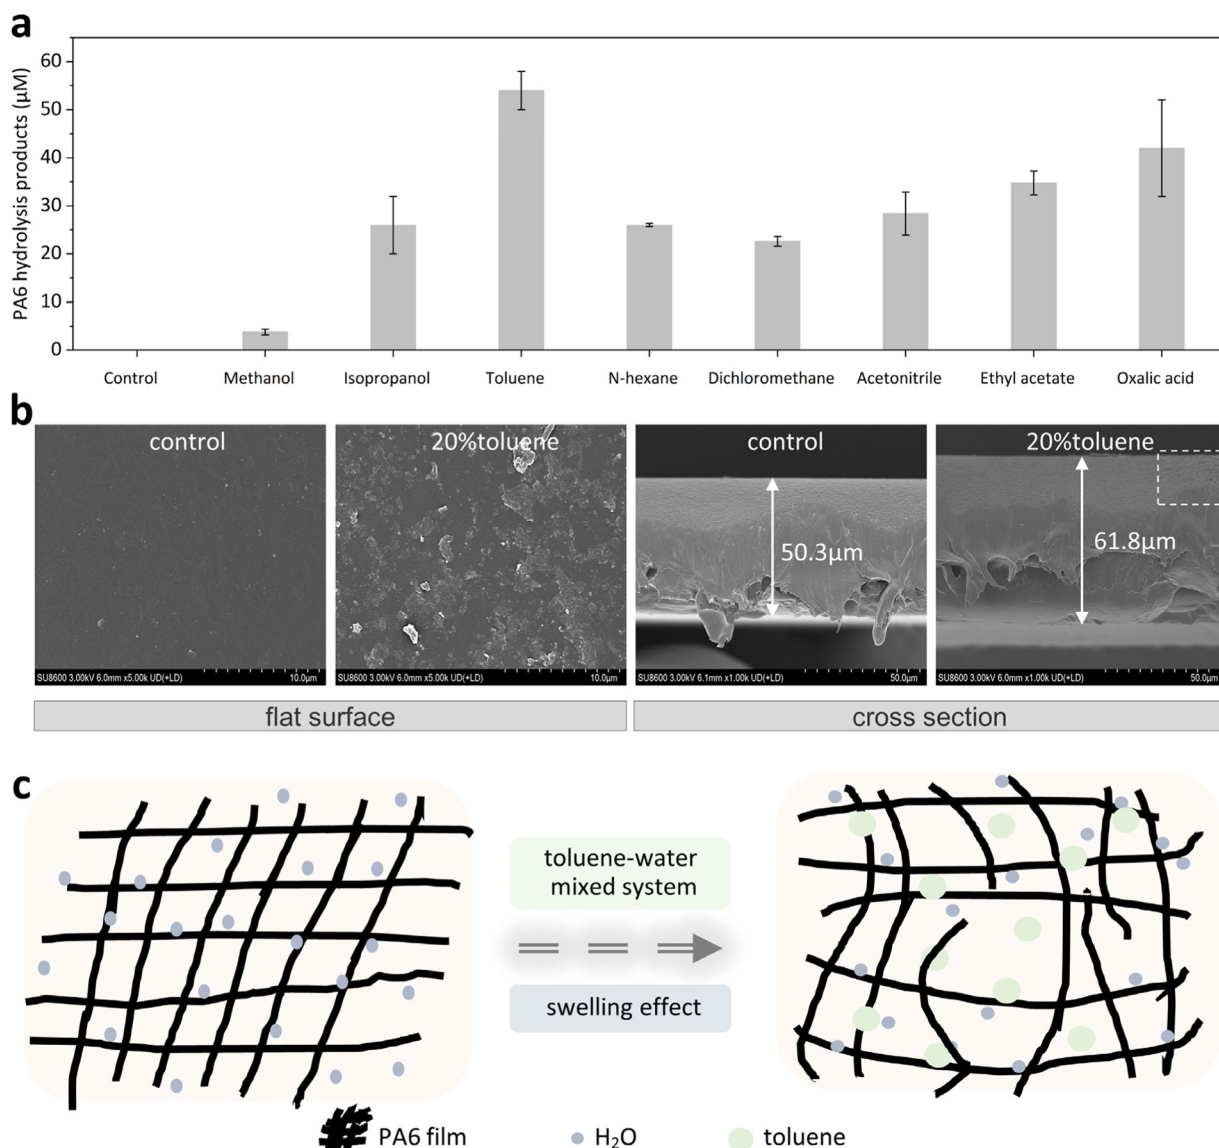 a
PA6 hydrolysis products (μM)
60
50
40
30
20
10
0
Control Methanol Isopropanol Toluene N-hexane Dichloromethane Acetonitrile Ethyl acetate Oxalic acid
b
control
20%toluene
control
20%toluene
50.3μm
61.8μm
SU8600 3.00kV 6.0mm x5.00k UD(+LD) 10.0μm
SU8600 3.00kV 6.0mm x5.00k UD(+LD) 10.0μm
SU8600 3.00kV 6.1mm x1.00k UD(+LD) 50.0μm
SU8600 3.00kV 6.0mm x1.00k UD(+LD) 50.0μm
flat surface
cross section
c
toluene-water
mixed system
swelling effect
PA6 film
H₂O
toluene